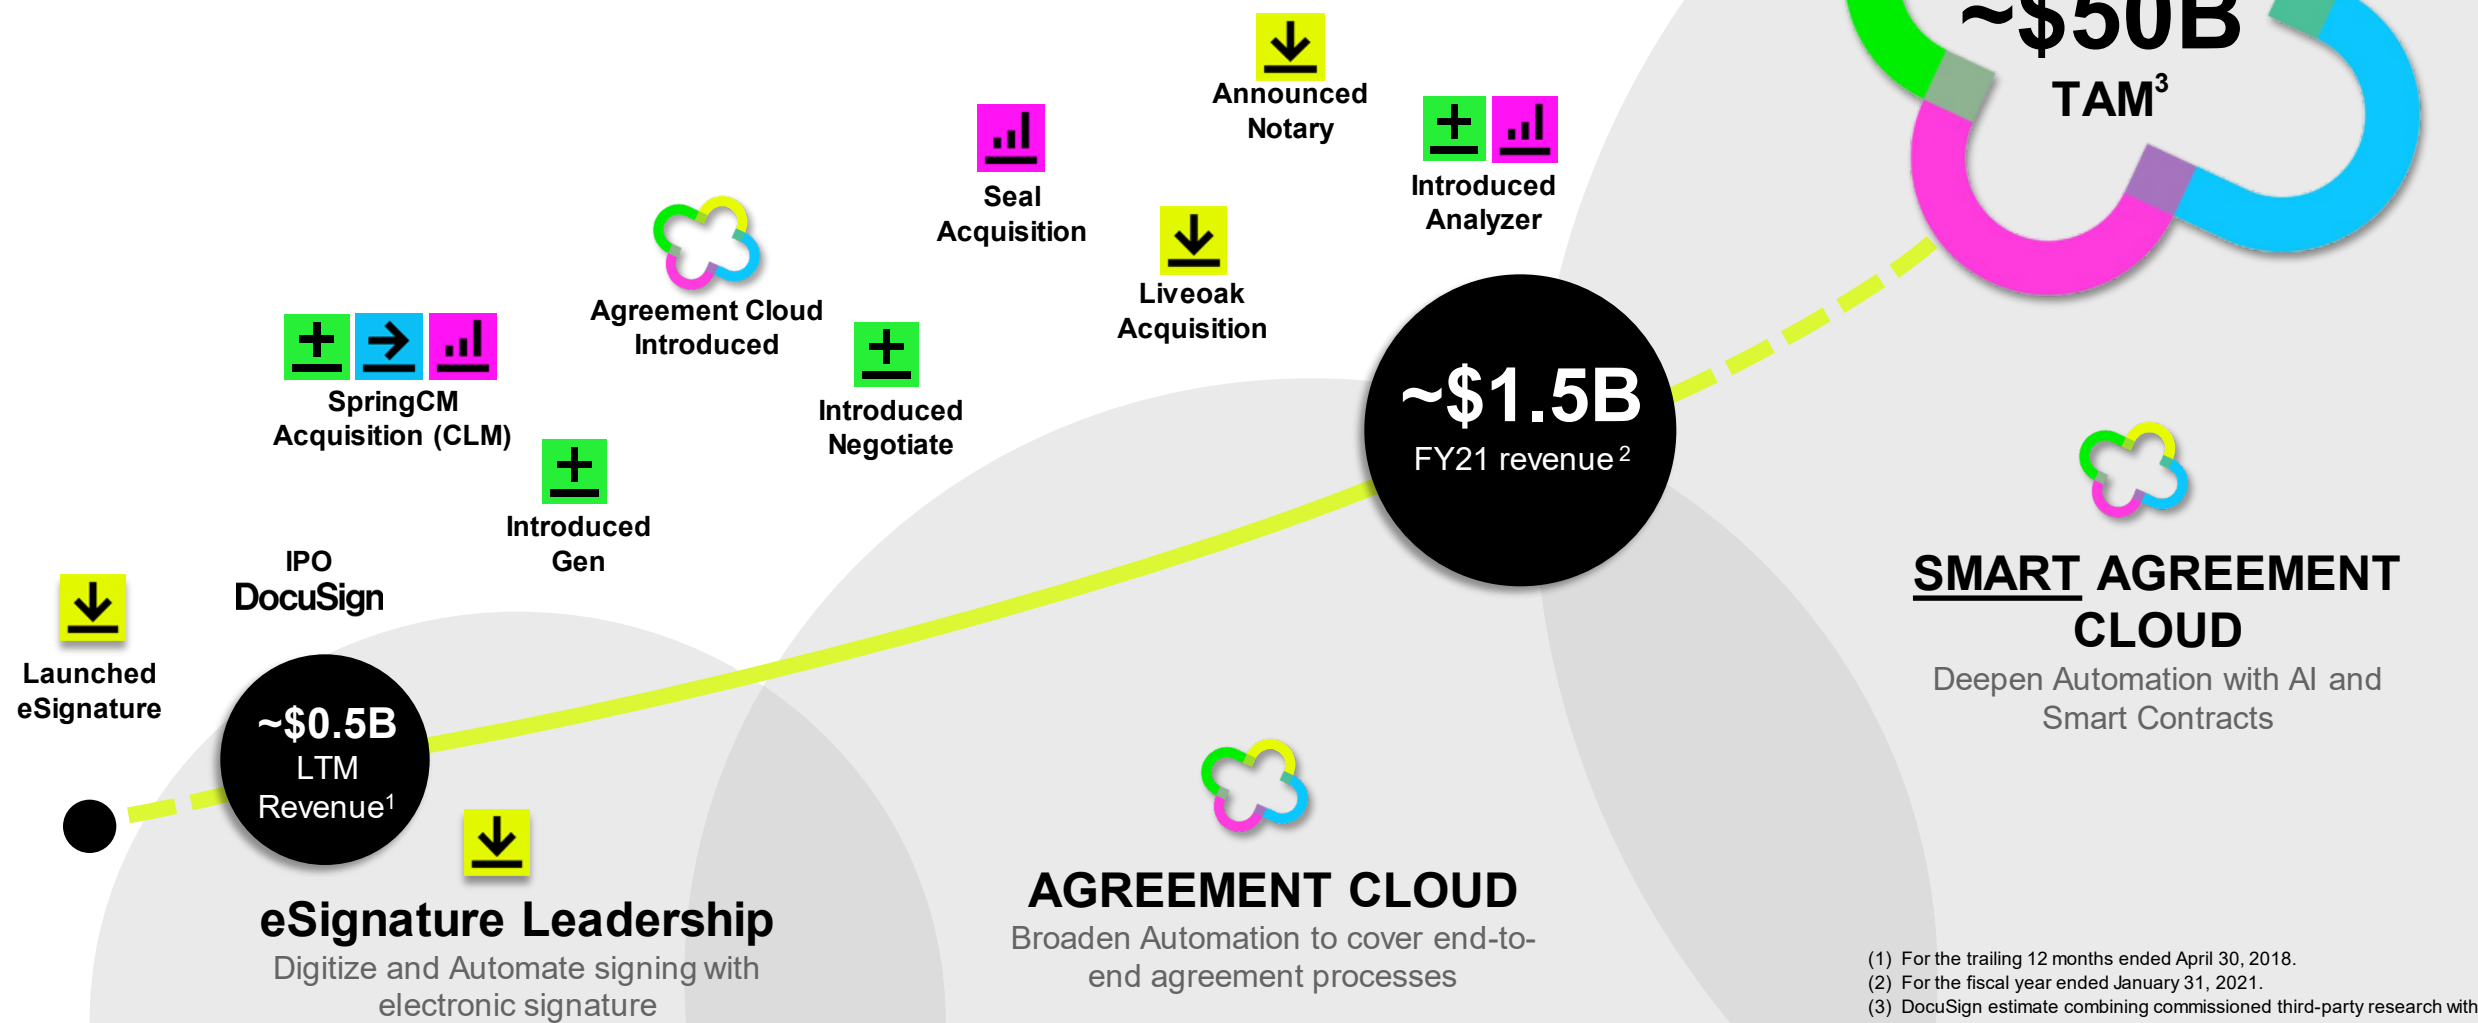 ~$50B
TAM³
Announced
Notary
Introduced
Analyzer
Seal
Acquisition
Liveoak
Acquisition
Agreement Cloud
Introduced
Introduced
Negotiate
SpringCM
Acquisition (CLM)
Introduced
Gen
IPO
DocuSign
Launched
eSignature
~$0.5B
LTM
Revenue¹
~$1.5B
FY21 revenue ²
eSignature Leadership
Digitize and Automate signing with
electronic signature
AGREEMENT CLOUD
Broaden Automation to cover end-to-
end agreement processes
SMART AGREEMENT
CLOUD
Deepen Automation with AI and
Smart Contracts
(1) For the trailing 12 months ended April 30, 2018.
(2) For the fiscal year ended January 31, 2021.
(3) DocuSign estimate combining commissioned third-party research with